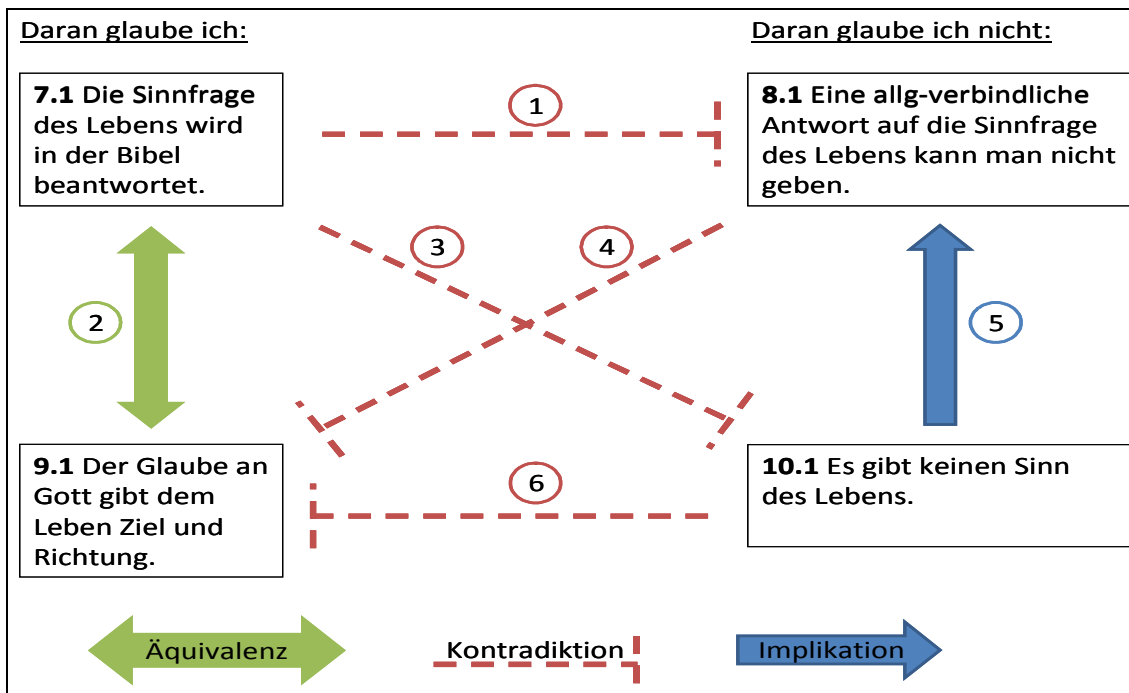 Daran glaube ich:
Daran glaube ich nicht:
7.1 Die Sinnfrage
des Lebens wird
in der Bibel
beantwortet.
1
8.1 Eine allg-verbindliche
Antwort auf die Sinnfrage
des Lebens kann man nicht
geben.
3
4
2
5
9.1 Der Glaube an
Gott gibt dem
Leben Ziel und
Richtung.
6
10.1 Es gibt keinen Sinn
des Lebens.
Äquivalenz
Kontradiktion
Implikation